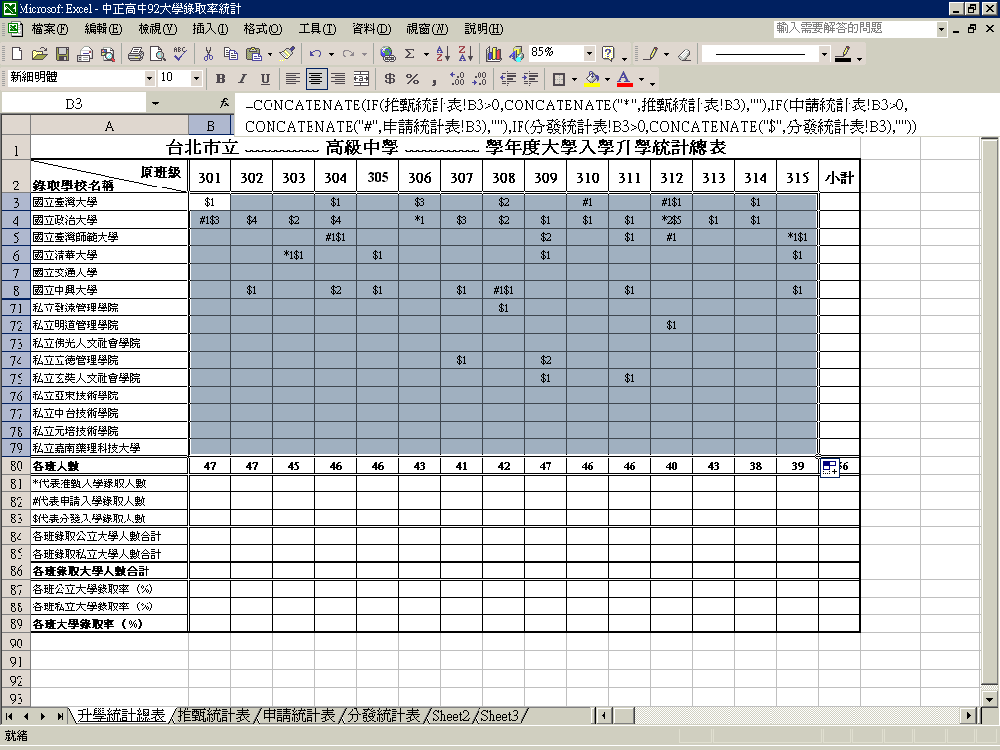 Microsoft Excel - 中正高中92大學錄取率統計
檔案(F) 編輯(E) 檢視(V) 插入(I) 格式(O) 工具(T) 資料(D) 視窗(W) 說明(H) 輸入需要解答的問題
85%
新細明體 10 B I U $ % ,
B3 fx =CONCATENATE(IF(推甄統計表!B3>0,CONCATENATE("*",推甄統計表!B3),""),IF(申請統計表!B3>0,
CONCATENATE("#",申請統計表!B3),""),IF(分發統計表!B3>0,CONCATENATE("$",分發統計表!B3),""))
A B
1 台北市立 ﹏﹏﹏﹏ 高級中學 ﹏﹏﹏﹏ 學年度大學入學升學統計總表
原班級
2 錄取學校名稱 301 302 303 304 305 306 307 308 309 310 311 312 313 314 315 小計
3 國立臺灣大學 $1 $1 $3 $2 #1 #1$1 $1
4 國立政治大學 #1$3 $4 $2 $4 *1 $3 $2 $1 $1 $1 *2$5 $1 $1
5 國立臺灣師範大學 #1$1 $2 $1 #1 *1$1
6 國立清華大學 *1$1 $1 $1 $1
7 國立交通大學
8 國立中興大學 $1 $2 $1 $1 #1$1 $1 $1
71 私立致遠管理學院 $1
72 私立明道管理學院 $1
73 私立佛光人文社會學院
74 私立立德管理學院 $1 $2
75 私立玄奘人文社會學院 $1 $1
76 私立亞東技術學院
77 私立中台技術學院
78 私立元培技術學院
79 私立嘉南藥理科技大學
80 各班人數 47 47 45 46 46 43 41 42 47 46 46 40 43 38 39
81 *代表推甄入學錄取人數
82 #代表申請入學錄取人數
83 $代表分發入學錄取人數
84 各班錄取公立大學人數合計
85 各班錄取私立大學人數合計
86 各班錄取大學人數合計
87 各班公立大學錄取率（%）
88 各班私立大學錄取率（%）
89 各班大學錄取率（%）
90
91
92
93
升學統計總表 推甄統計表 申請統計表 分發統計表 Sheet2 Sheet3
就緒